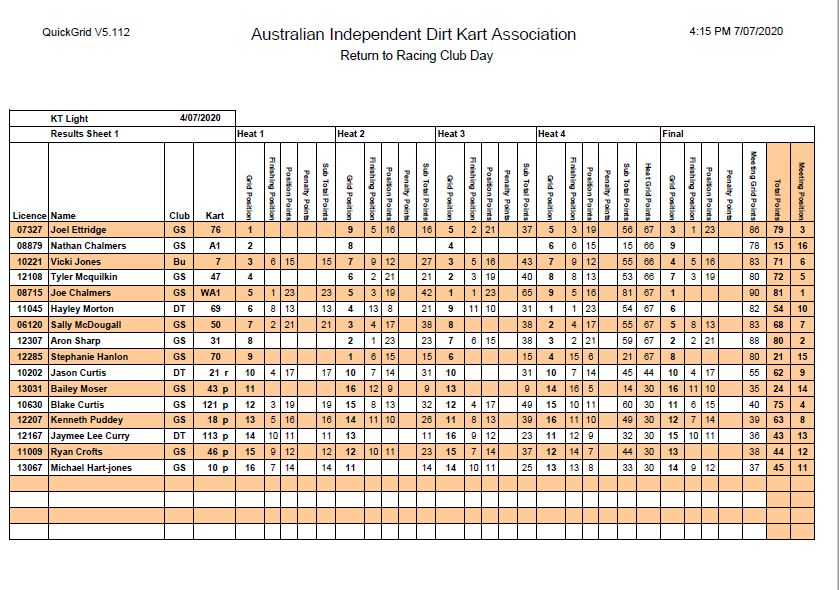 QuickGrid V5.112
Australian Independent Dirt Kart Association
4:15 PM 7/07/2020
Return to Racing Club Day
KT Light 4/07/2020
Results Sheet 1 Heat 1 Heat 2 Heat 3 Heat 4 Final
Licence Name Club Kart Grid Position Finishing Position Position Points Penalty Points Sub Total Points Grid Position Finishing Position Position Points Penalty Points Sub Total Points Grid Position Finishing Position Position Points Penalty Points Sub Total Points Grid Position Finishing Position Position Points Penalty Points Sub Total Points Heat Grid Points Grid Position Finishing Position Position Points Penalty Points Meeting Grid Points Total Points Meeting Position
07327 Joel Ettridge GS 76 1 9 5 16 16 5 2 21 37 5 3 19 56 67 3 1 23 86 79 3
08879 Nathan Chalmers GS A1 2 8 4 6 6 15 15 66 9 78 15 16
10221 Vicki Jones Bu 7 3 6 15 15 7 9 12 27 3 5 16 43 7 9 12 55 66 4 5 16 83 71 6
12108 Tyler Mcquilkin GS 47 4 6 2 21 21 2 3 19 40 8 8 13 53 66 7 3 19 80 72 5
08715 Joe Chalmers GS WA1 5 1 23 23 5 3 19 42 1 1 23 65 9 5 16 81 67 1 90 81 1
11045 Hayley Morton DT 69 6 8 13 13 4 13 8 21 9 11 10 31 1 1 23 54 67 6 82 54 10
06120 Sally McDougall GS 50 7 2 21 21 3 4 17 38 8 38 2 4 17 55 67 5 8 13 83 68 7
12307 Aron Sharp GS 31 8 2 1 23 23 7 6 15 38 3 2 21 59 67 2 2 21 88 80 2
12285 Stephanie Hanlon GS 70 9 1 6 15 15 6 15 4 15 6 21 67 8 80 21 15
10202 Jason Curtis DT 21 r 10 4 17 17 10 7 14 31 10 31 10 7 14 45 44 10 4 17 55 62 9
13031 Bailey Moser GS 43 p 11 16 12 9 9 13 9 14 16 5 14 30 16 11 10 35 24 14
10630 Blake Curtis GS 121 p 12 3 19 19 15 8 13 32 12 4 17 49 15 10 11 60 30 11 6 15 40 75 4
12207 Kenneth Puddey GS 18 p 13 5 16 16 14 11 10 26 11 8 13 39 16 11 10 49 30 12 7 14 39 63 8
12167 Jaymee Lee Curry DT 113 p 14 10 11 11 13 11 16 9 12 23 11 12 9 32 30 15 10 11 36 43 13
11009 Ryan Crofts GS 46 p 15 9 12 12 12 10 11 23 15 7 14 37 12 14 7 44 30 13 38 44 12
13067 Michael Hart-jones GS 10 p 16 7 14 14 11 14 14 10 11 25 13 13 8 33 30 14 9 12 37 45 11